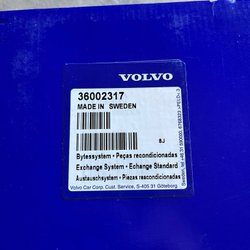 VOLVO
36002317
MADE IN SWEDEN
SJ
Bytessystem • Peças recondicionadas
Exchange System • Echange Standard
Austauschsystem • Piezas reacondicionadas
Volvo Car Corp. Cust. Service, S-405 31 Göteborg